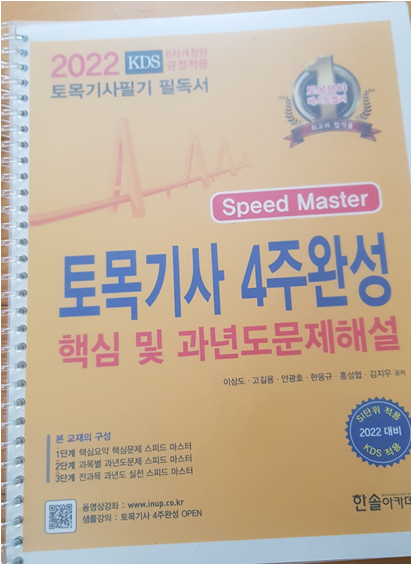 2022 KDS 6차개정판 규정적용
토목기사필기 필독서
최고의 합격률
Speed Master
토목기사 4주완성
핵심 및 과년도문제해설
이상도 · 고길용 · 안광호 · 한웅규 · 홍성협 · 김지우 공저
SI단위 적용
2022 대비
KDS 적용
본 교재의 구성
1단계 핵심요약 핵심문제 스피드 마스터
2단계 과목별 과년도문제 스피드 마스터
3단계 전과목 과년도 실전 스피드 마스터
동영상강좌 : www.inup.co.kr
샘플강의 : 토목기사 4주완성 OPEN
한솔아카데